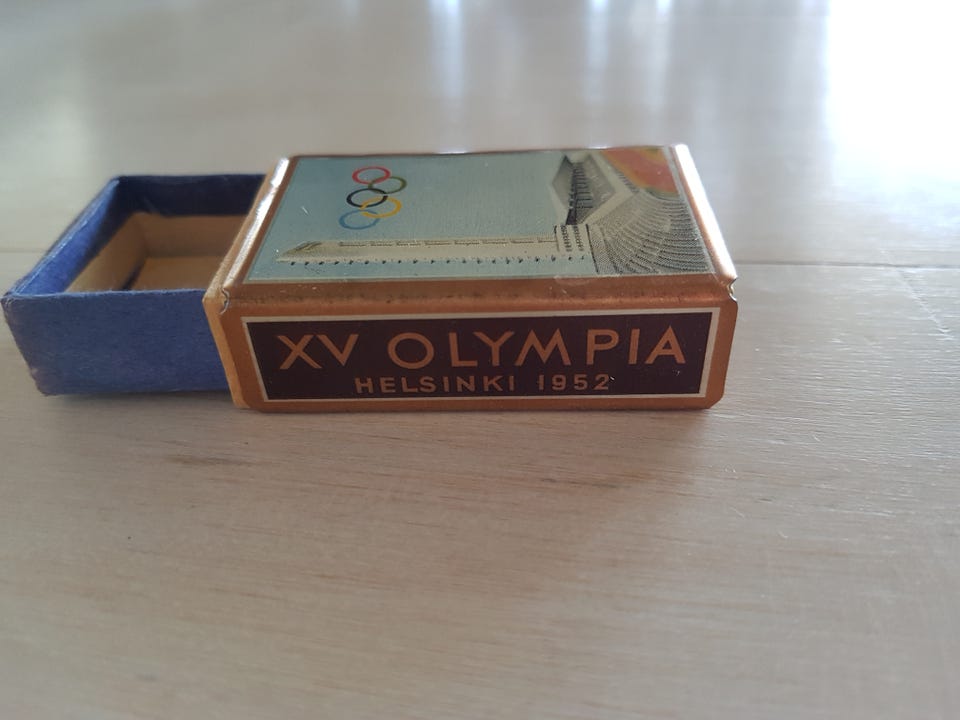 XV OLYMPIA
HELSINKI 1952